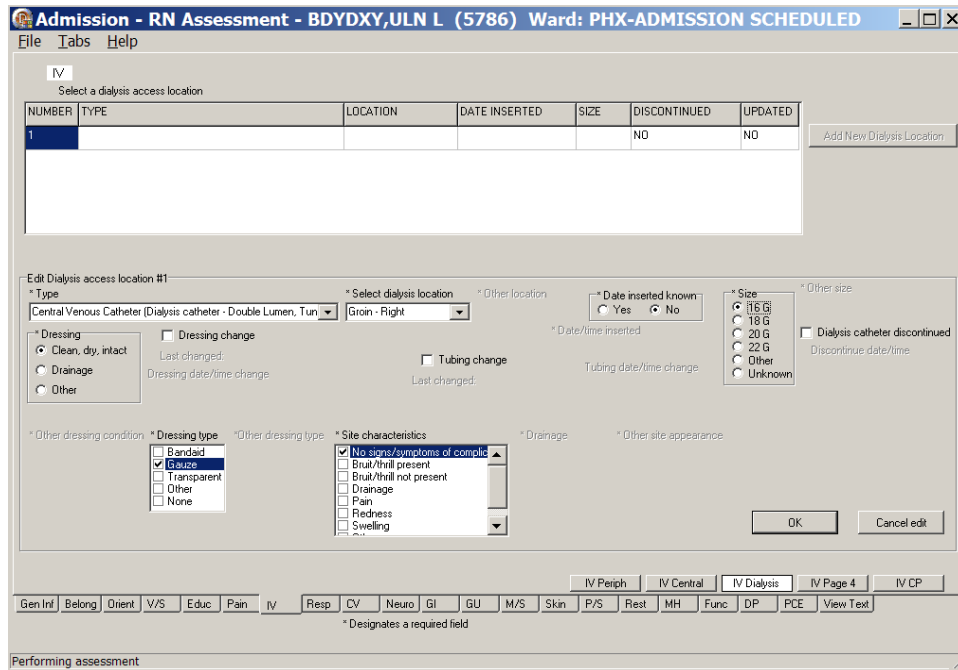 Admission - RN Assessment - BDYDXY,ULN L (5786) Ward: PHX-ADMISSION SCHEDULED
File Tabs Help
IV
Select a dialysis access location
NUMBER TYPE LOCATION DATE INSERTED SIZE DISCONTINUED UPDATED
1 NO NO
Add New Dialysis Location
Edit Dialysis access location #1
* Type * Select dialysis location * Other location * Date inserted known * Size * Other size
Central Venous Catheter (Dialysis catheter - Double Lumen, Tun Groin - Right Yes No 16 G
18 G
* Dressing Dressing change * Date/time inserted 20 G Dialysis catheter discontinued
Clean, dry, intact Last changed: Tubing change 22 G Discontinue date/time
Drainage Dressing date/time change Last changed: Tubing date/time change Other
Other Unknown
* Other dressing condition * Dressing type *Other dressing type * Site characteristics * Drainage * Other site appearance
Bandaid No signs/symptoms of complic
Gauze Bruit/thrill present
Transparent Bruit/thrill not present
Other Drainage
None Pain
Redness
Swelling
OK Cancel edit
IV Periph IV Central IV Dialysis IV Page 4 IV CP
Gen Inf Belong Orient V/S Educ Pain IV Resp CV Neuro GI GU M/S Skin P/S Rest MH Func DP PCE View Text
* Designates a required field
Performing assessment